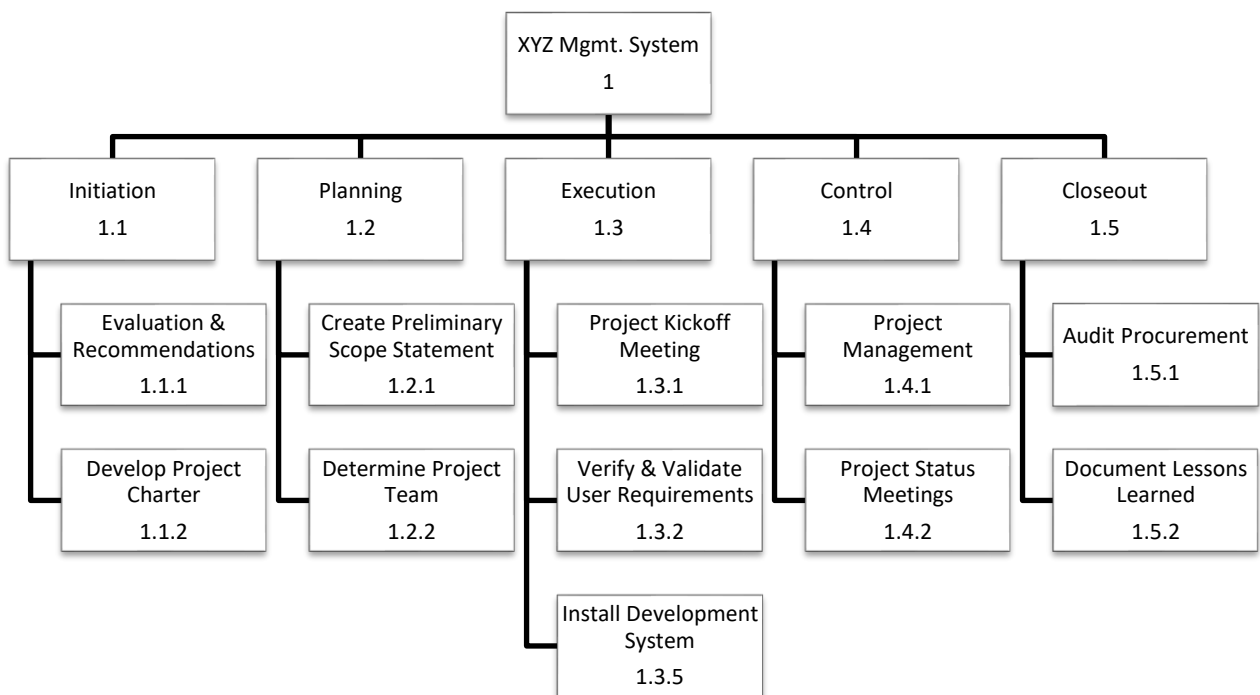 XYZ Mgmt. System
1
Initiation
1.1
Planning
1.2
Execution
1.3
Control
1.4
Closeout
1.5
Evaluation &
Recommendations
1.1.1
Create Preliminary
Scope Statement
1.2.1
Project Kickoff
Meeting
1.3.1
Project
Management
1.4.1
Audit Procurement
1.5.1
Develop Project
Charter
1.1.2
Determine Project
Team
1.2.2
Verify & Validate
User Requirements
1.3.2
Project Status
Meetings
1.4.2
Document Lessons
Learned
1.5.2
Install Development
System
1.3.5